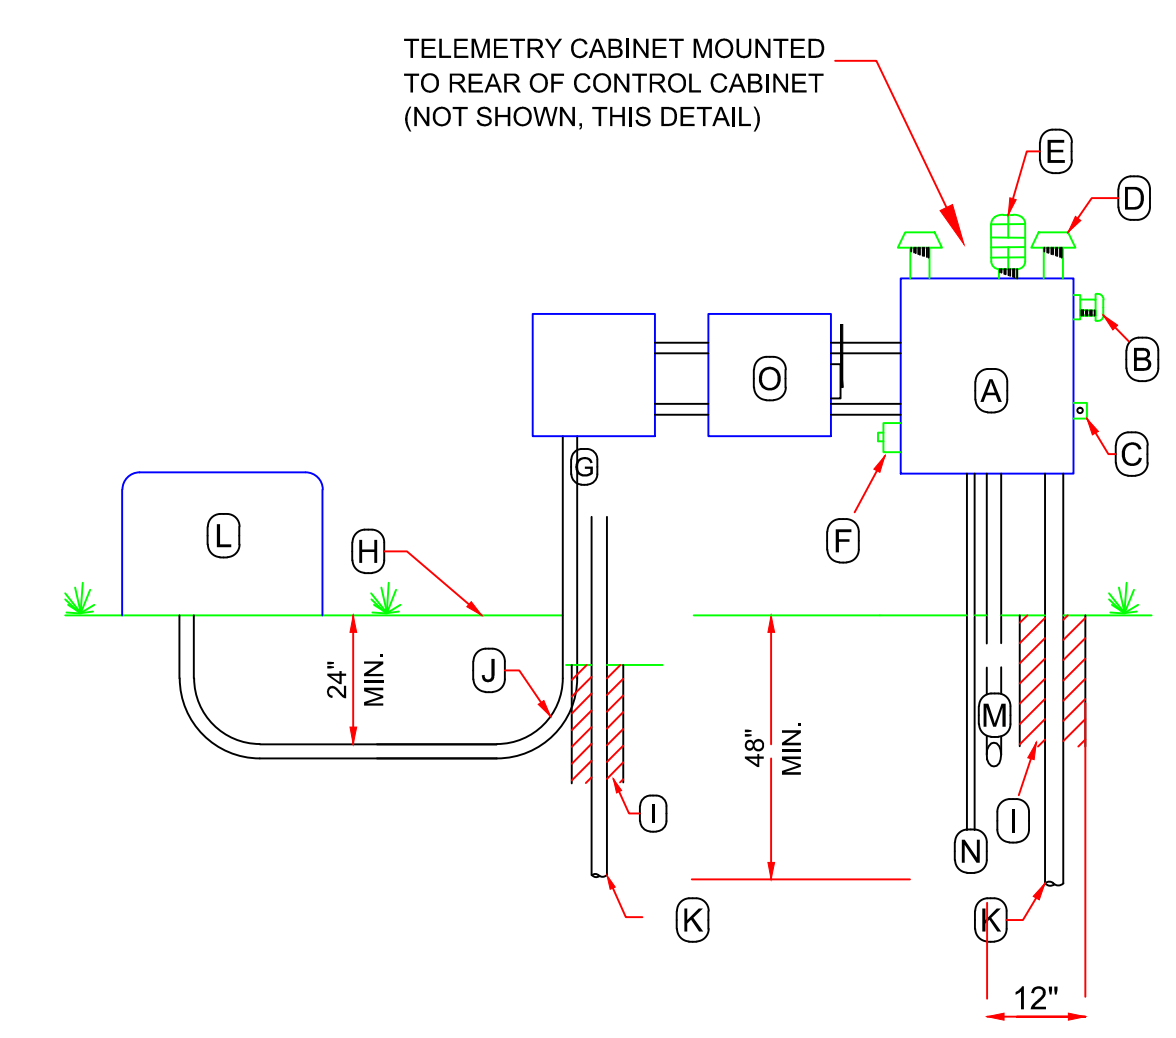 TELEMETRY CABINET MOUNTED
TO REAR OF CONTROL CABINET
(NOT SHOWN, THIS DETAIL)
E
D
B
O
A
C
G
F
L
H
24" MIN.
J
48" MIN.
M
I
I
N
K
K
12"